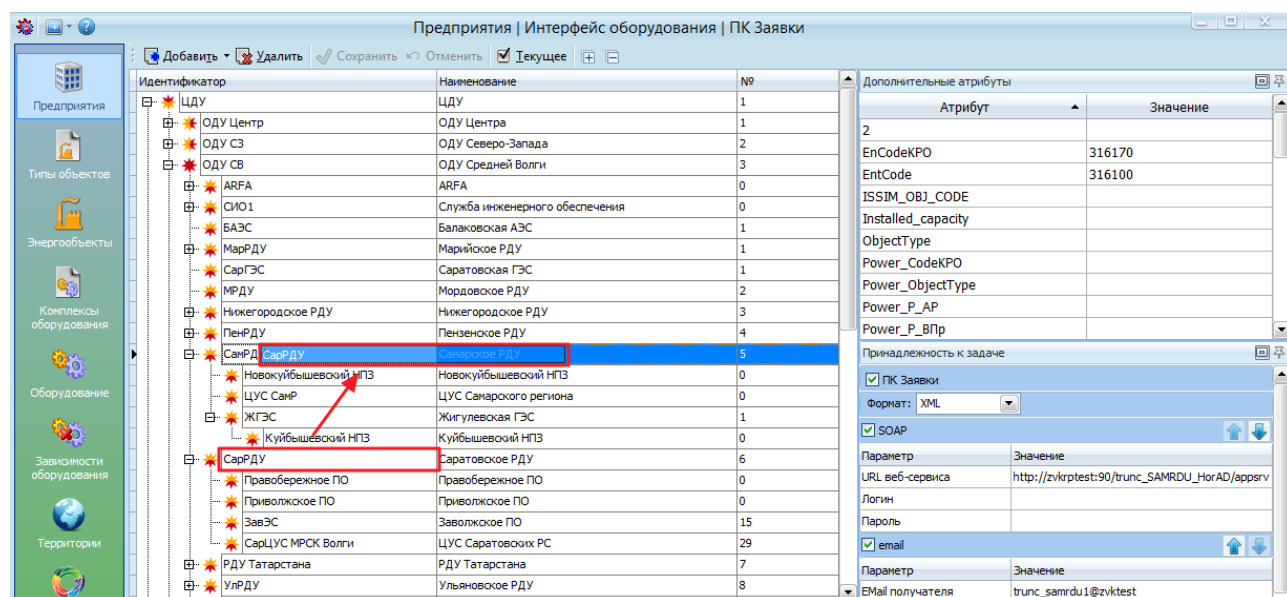 Предприятия | Интерфейс оборудования | ПК Заявки
Добавить Удалить Сохранить Отменить Текущее
Предприятия
Типы объектов
Энергообъекты
Комплексы
оборудования
Оборудование
Зависимости
оборудования
Территории
Идентификатор Наименование №
ЦДУ ЦДУ 1
ОДУ Центр ОДУ Центра 1
ОДУ СЗ ОДУ Северо-Запада 2
ОДУ СВ ОДУ Средней Волги 3
ARFA ARFA 0
СИО1 Служба инженерного обеспечения 0
БАЭС Балаковская АЭС 1
МарРДУ Марийское РДУ 1
СарГЭС Саратовская ГЭС 1
МРДУ Мордовское РДУ 2
Нижегородское РДУ Нижегородское РДУ 3
ПенРДУ Пензенское РДУ 4
СамРД СарРДУ Самарское РДУ 5
Новокуйбышевский НПЗ Новокуйбышевский НПЗ 0
ЦУС СамР ЦУС Самарского региона 0
ЖГЭС Жигулевская ГЭС 1
Куйбышевский НПЗ Куйбышевский НПЗ 0
СарРДУ Саратовское РДУ 6
Правобережное ПО Правобережное ПО 0
Приволжское ПО Приволжское ПО 0
ЗавЭС Заволжское ПО 15
СарЦУС МРСК Волги ЦУС Саратовских РС 29
РДУ Татарстана РДУ Татарстана 7
УлРДУ Ульяновское РДУ 8
Дополнительные атрибуты
Атрибут Значение
2
EnCodeKPO 316170
EntCode 316100
ISSIM_OBJ_CODE
Installed_capacity
ObjectType
Power_CodeKPO
Power_ObjectType
Power_P_AP
Power_P_ВПр
Принадлежность к задаче
ПК Заявки
Формат: XML
SOAP
Параметр Значение
URL веб-сервиса http://zvkrptest:90/trunc_SAMRDU_HorAD/appsrv
Логин
Пароль
email
Параметр Значение
EMail получателя trunc_samrdu1@zvktest